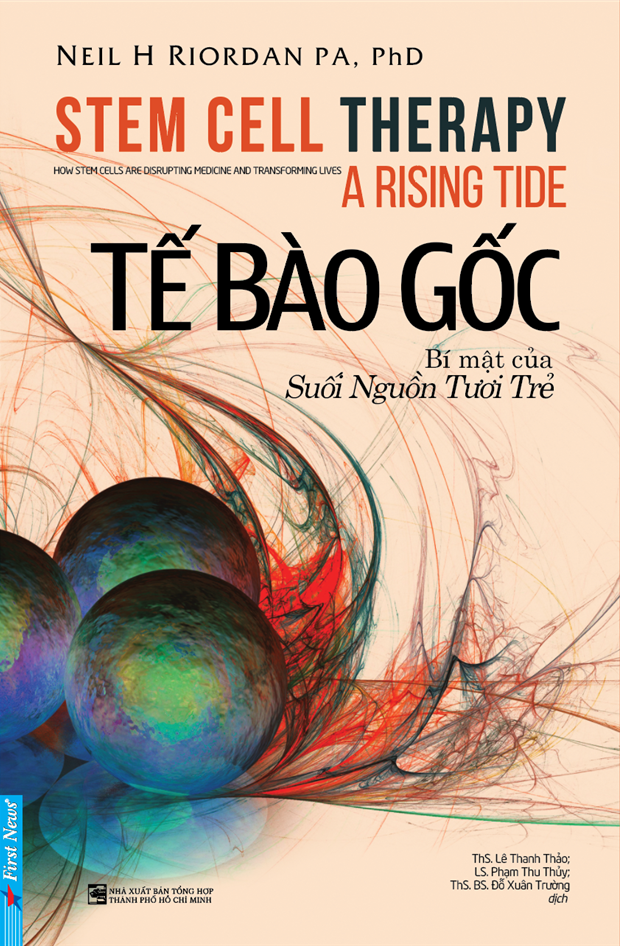 NEIL H RIORDAN PA, PhD
STEM CELL THERAPY
HOW STEM CELLS ARE DISRUPTING MEDICINE AND TRANSFORMING LIVES
A RISING TIDE
TẾ BÀO GỐC
Bí mật của
Suối Nguồn Tươi Trẻ
First News
NHÀ XUẤT BẢN TỔNG HỢP
THÀNH PHỐ HỒ CHÍ MINH
ThS. Lê Thanh Thảo;
LS. Phạm Thu Thủy;
ThS. BS. Đỗ Xuân Trường
dịch